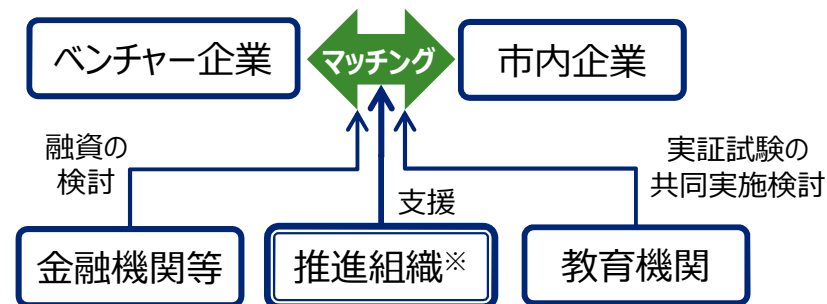 ベンチャー企業
マッチング
市内企業
融資の
検討
支援
実証試験の
共同実施検討
金融機関等
推進組織※
教育機関